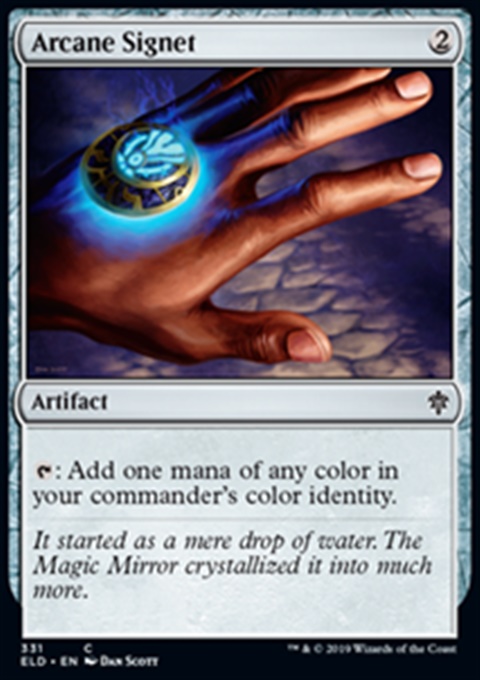 Arcane Signet 2
Artifact
: Add one mana of any color in
your commander's color identity.
It started as a mere drop of water. The
Magic Mirror crystallized it into much
more.
331 C
ELD • EN Dan Scott
™ & © 2019 Wizards of the Coast